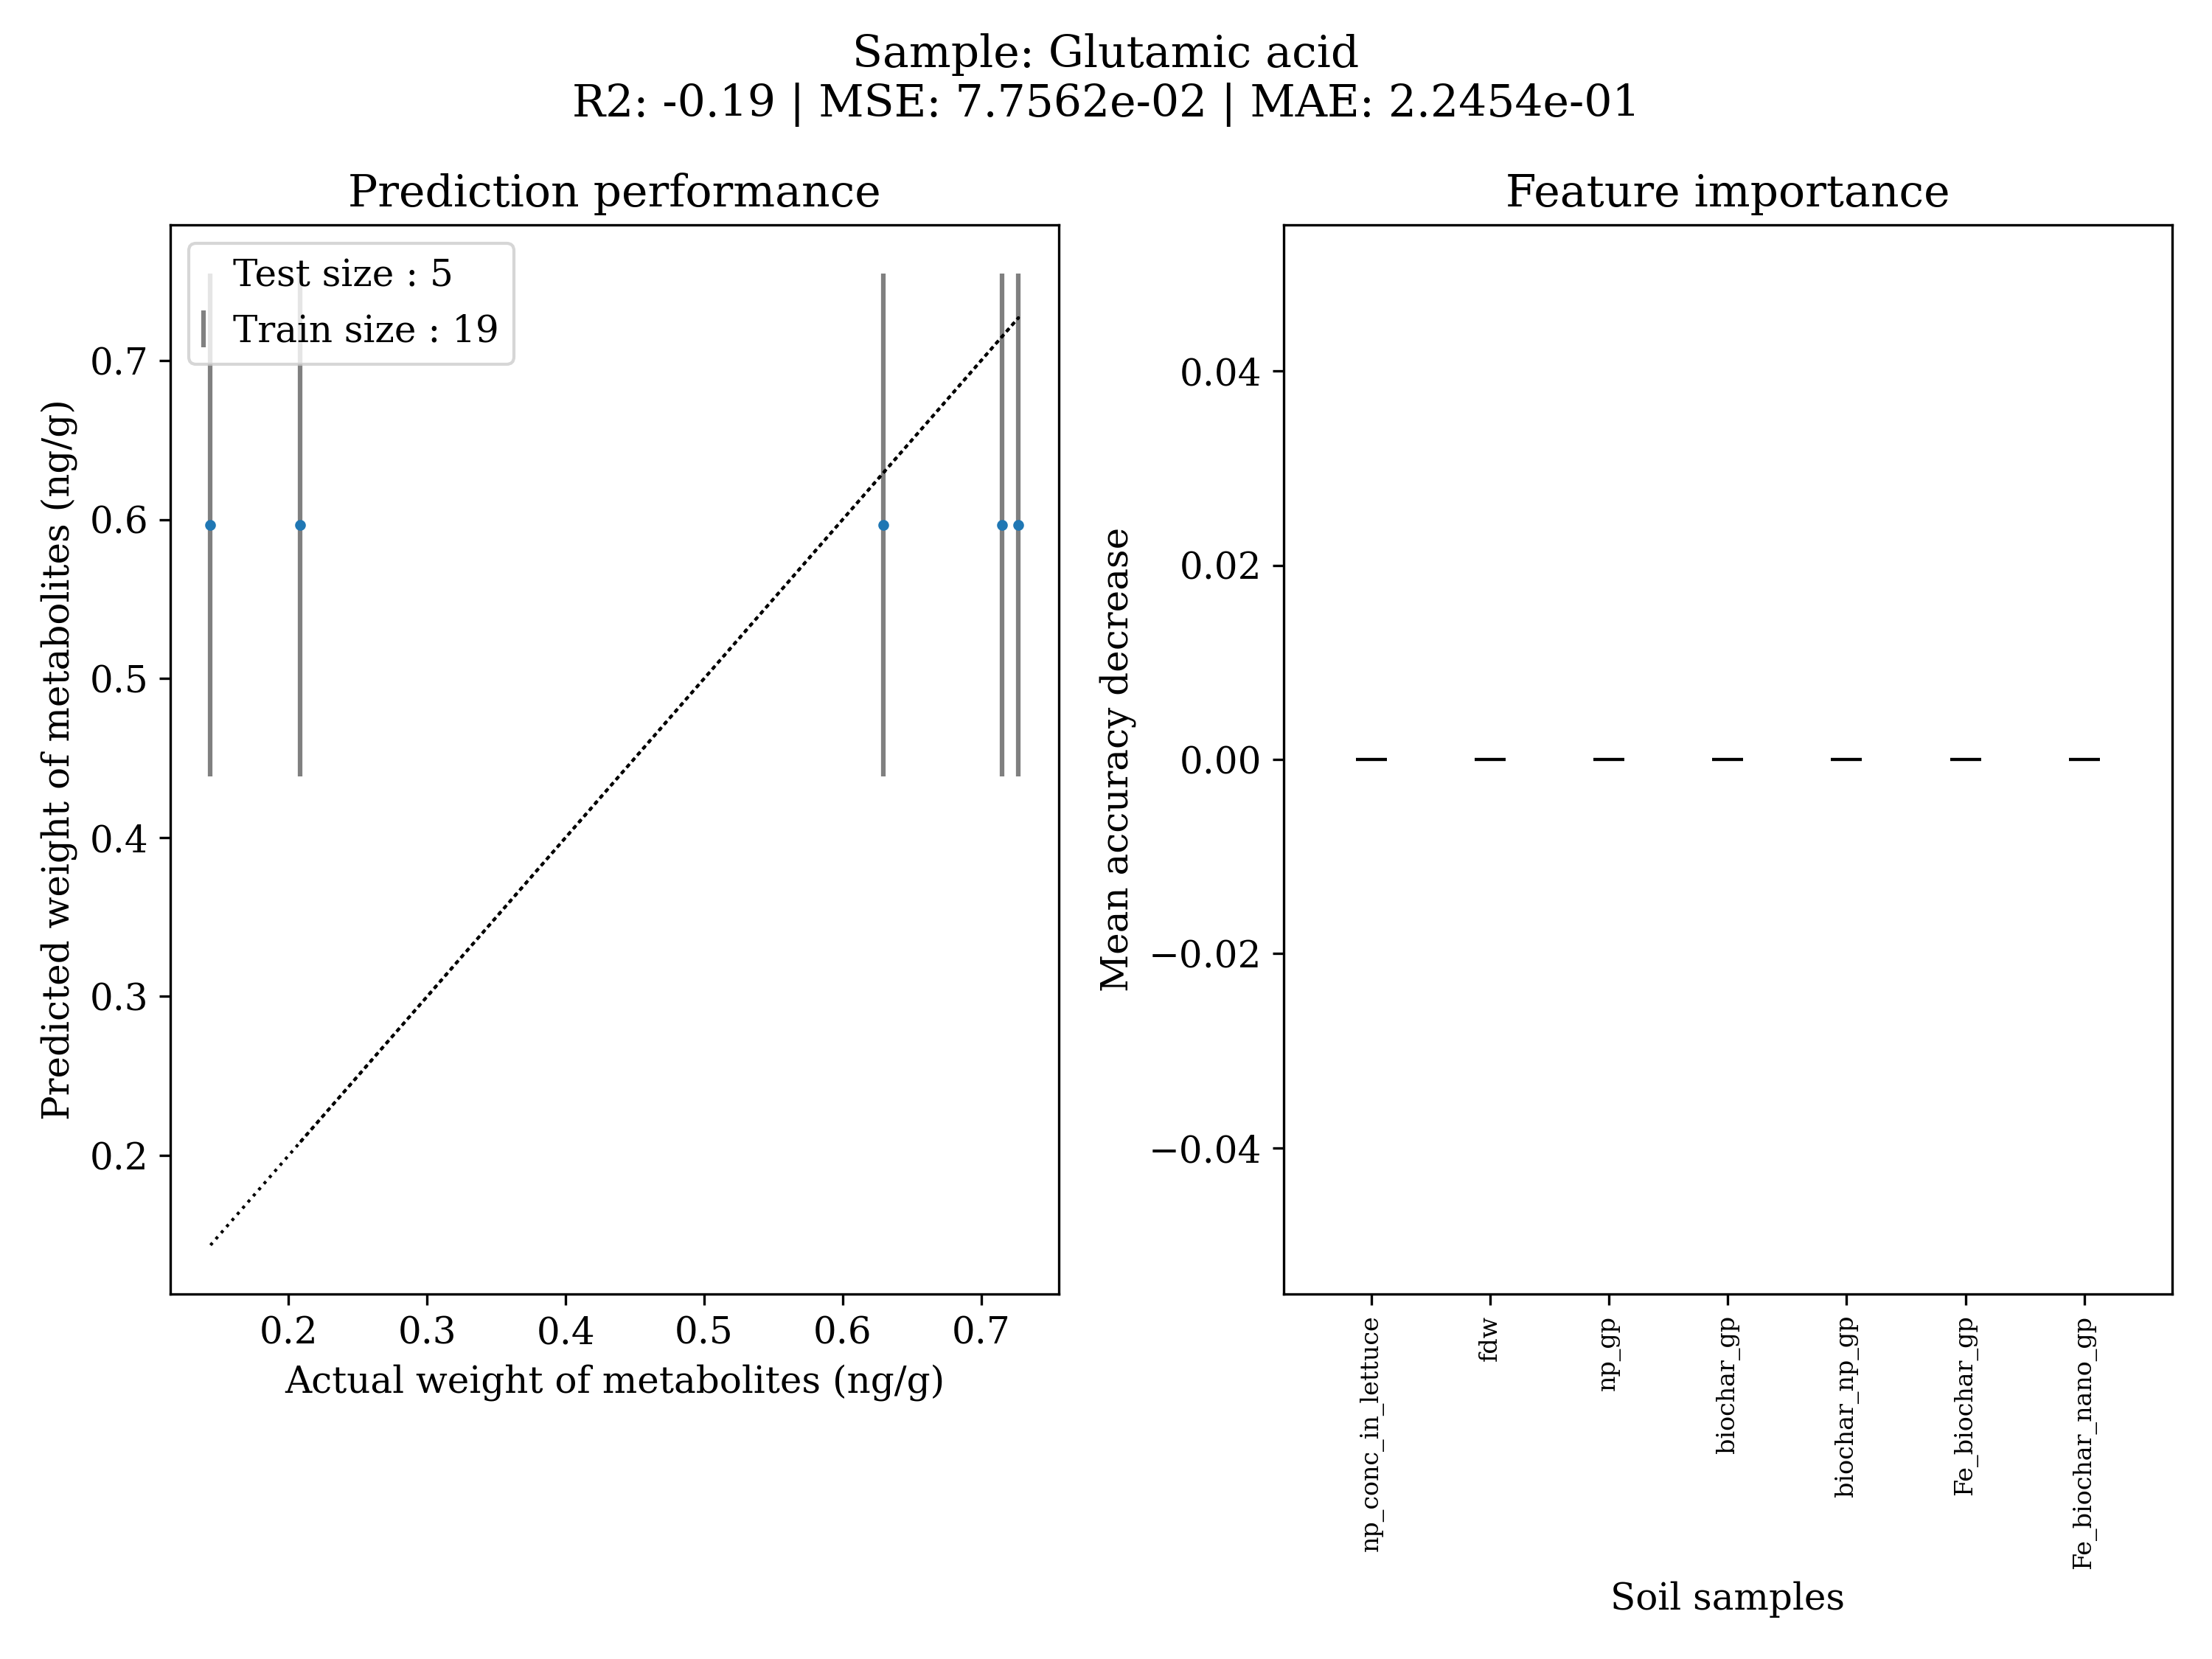 Sample: Glutamic acid
R2: -0.19 | MSE: 7.7562e-02 | MAE: 2.2454e-01
Prediction performance
Test size : 5
Train size : 19
0.7
0.6
0.5
0.4
0.3
0.2
Predicted weight of metabolites (ng/g)
0.2 0.3 0.4 0.5 0.6 0.7
Actual weight of metabolites (ng/g)
Feature importance
0.04
0.02
0.00
−0.02
−0.04
Mean accuracy decrease
np_conc_in_lettuce
fdw
np_gp
biochar_gp
biochar_np_gp
Fe_biochar_gp
Fe_biochar_nano_gp
Soil samples